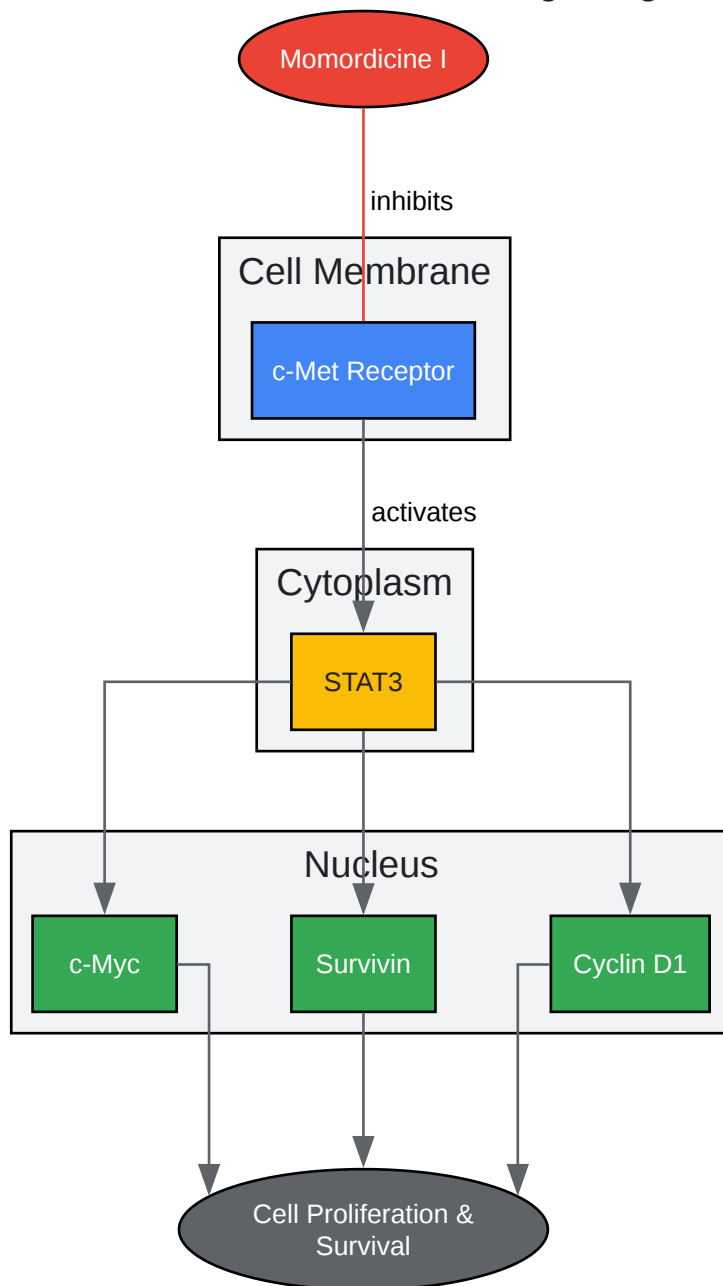 Momordicine I
inhibits
Cell Membrane
c-Met Receptor
activates
Cytoplasm
STAT3
Nucleus
c-Myc
Survivin
Cyclin D1
Cell Proliferation &
Survival